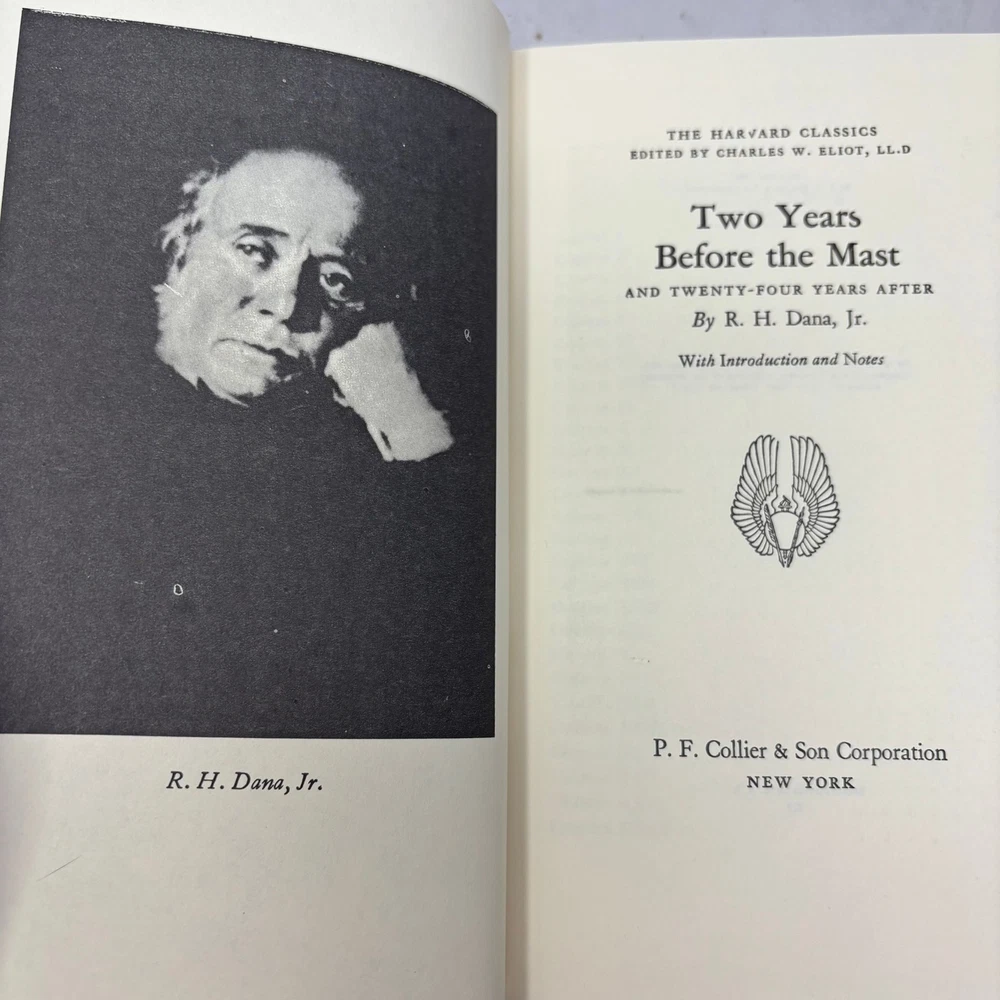 R. H. Dana, Jr.
THE HARVARD CLASSICS
EDITED BY CHARLES W. ELIOT, LL.D
Two Years
Before the Mast
AND TWENTY-FOUR YEARS AFTER
By R. H. Dana, Jr.
With Introduction and Notes
P. F. Collier & Son Corporation
NEW YORK